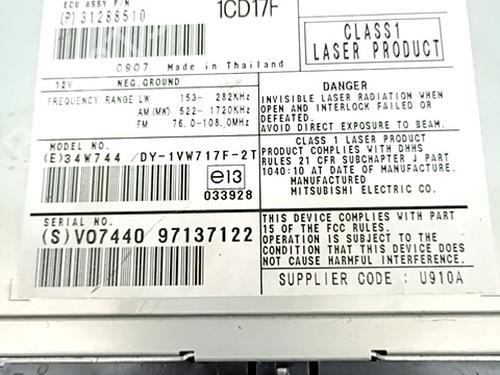 ECU ASSY P/N
(P) 31288510
1CD17F
CLASS1
LASER PRODUCT
0907 Made in Thailand
12V NEG.GROUND
FREQUENCY RANGE LW 153- 282KHz
AM (MW) 522- 1720KHz
FM 76.0-108.0MHz
DANGER
INVISIBLE LASER RADIATION WHEN
OPEN AND INTERLOCK FAILED OR
DEFEATED.
AVOID DIRECT EXPOSURE TO BEAM.
MODEL NO.
(E)34W744 /DY-1VW717F-2T
e13
033928
CLASS 1 LASER PRODUCT
PRODUCT COMPLIES WITH DHHS
RULES 21 CFR SUBCHAPTER J PART
1040:10 AT DATE OF MANUFACTURE.
MANUFACTURED
MITSUBISHI ELECTRIC CO.
SERIAL NO.
(S)V07440 97137122
THIS DEVICE COMPLIES WITH PART
15 OF THE FCC RULES.
OPERATION IS SUBJECT TO THE
CONDITION THAT THIS DEVICE DOES
NOT CAUSE HARMFUL INTERFERENCE.
SUPPLIER CODE : U910A